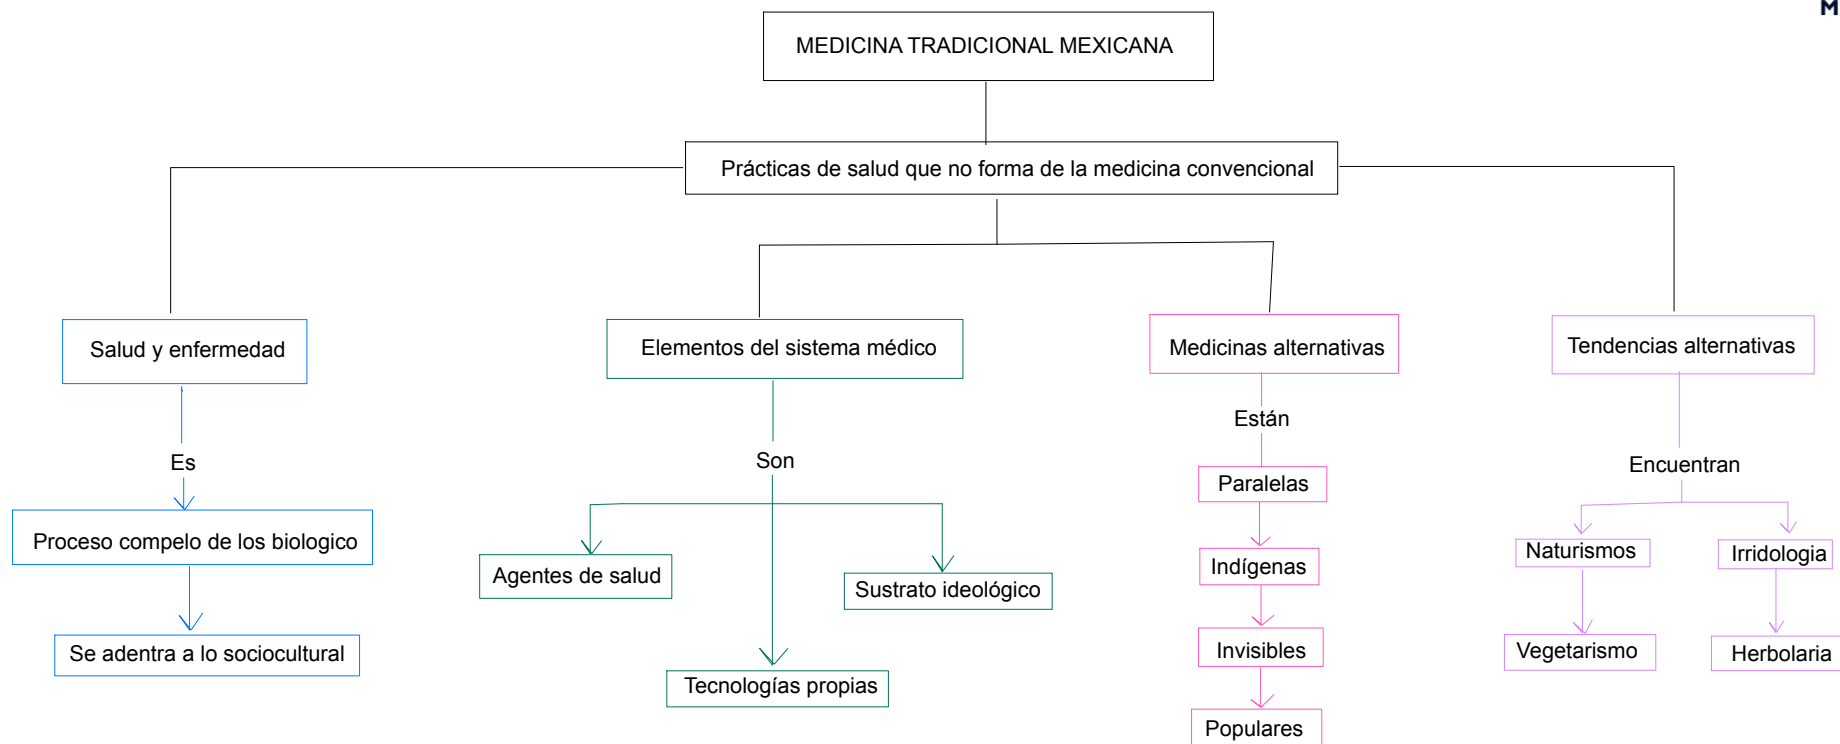 M
MEDICINA TRADICIONAL MEXICANA
Prácticas de salud que no forma de la medicina convencional
Salud y enfermedad
Elementos del sistema médico
Medicinas alternativas
Tendencias alternativas
Es
Son
Están
Encuentran
Proceso compelo de los biologico
Se adentra a lo sociocultural
Agentes de salud
Tecnologías propias
Sustrato ideológico
Paralelas
Indígenas
Invisibles
Populares
Naturismos
Vegetarismo
Irridologia
Herbolaria